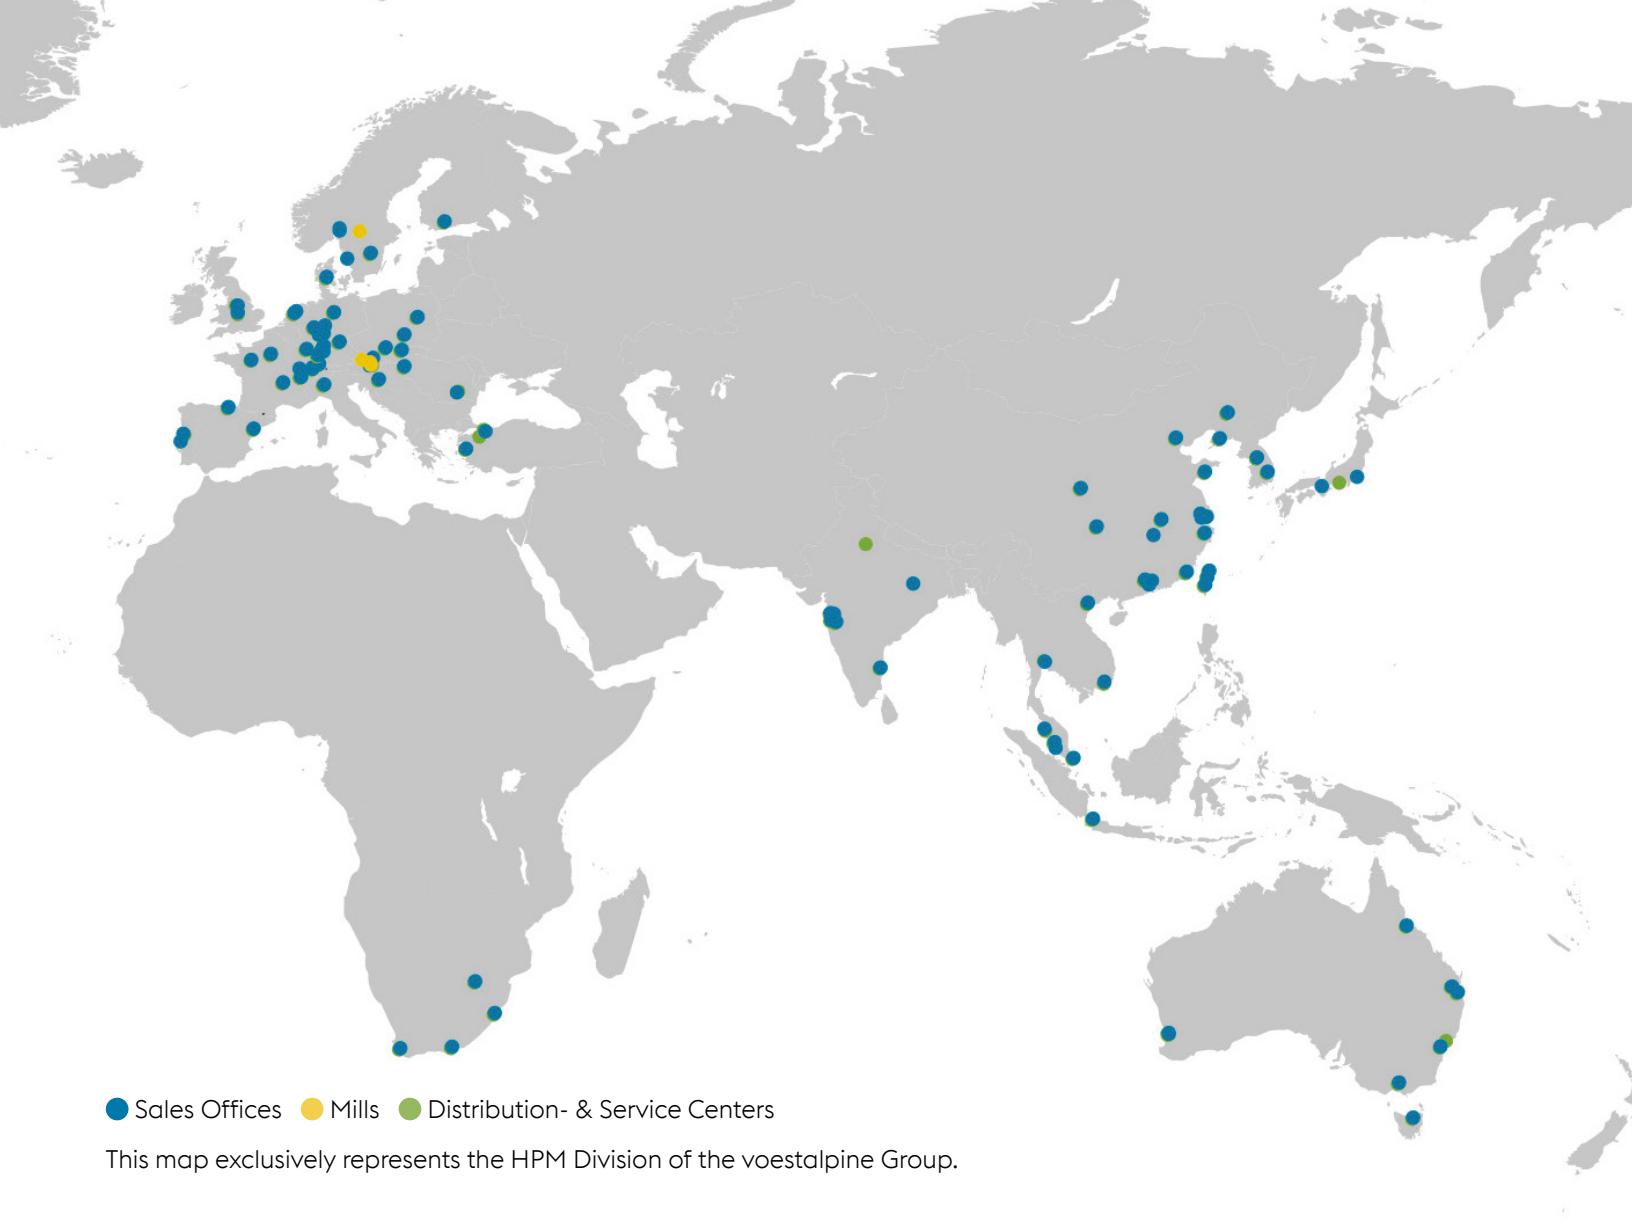 Sales Offices Mills Distribution- & Service Centers
This map exclusively represents the HPM Division of the voestalpine Group.